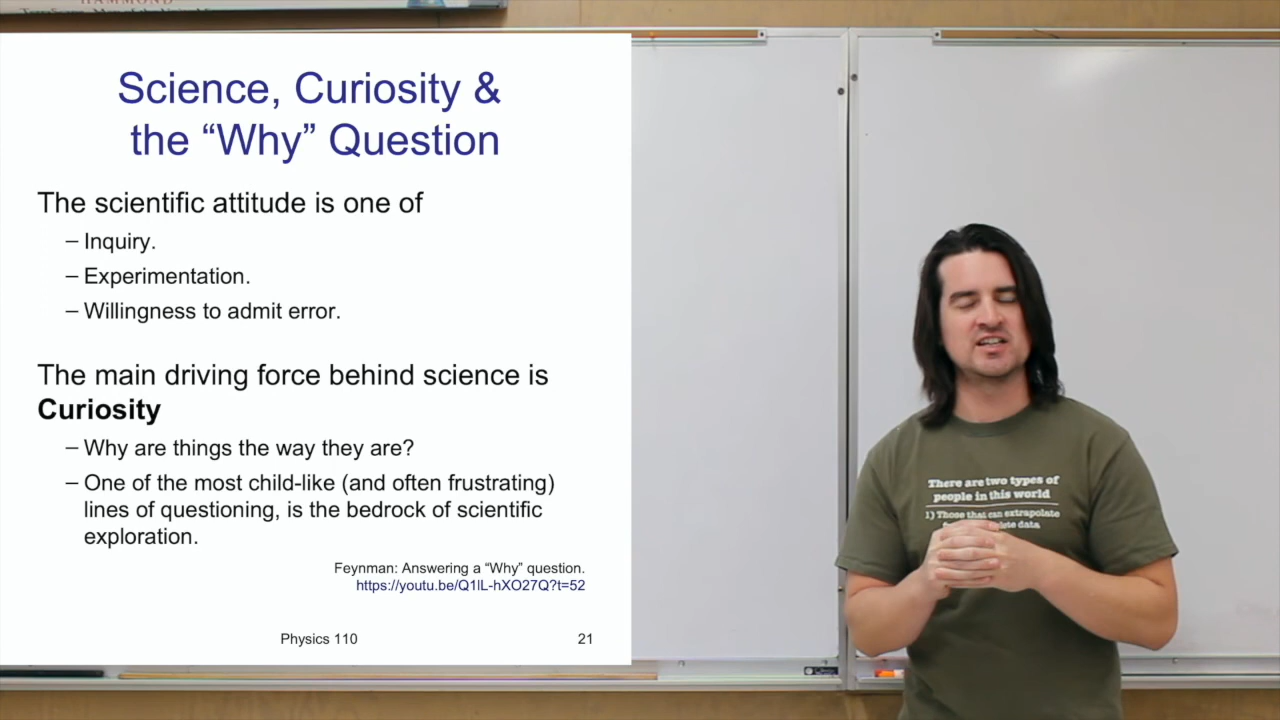 HAMMOND
Science, Curiosity &
the “Why” Question
The scientific attitude is one of
– Inquiry.
– Experimentation.
– Willingness to admit error.
The main driving force behind science is
Curiosity
– Why are things the way they are?
– One of the most child-like (and often frustrating)
lines of questioning, is the bedrock of scientific
exploration.
Feynman: Answering a “Why” question.
https://youtu.be/Q1lL-hXO27Q?t=52
Physics 110
21
There are two types of
people in this world
1) Those that can extrapolate
data